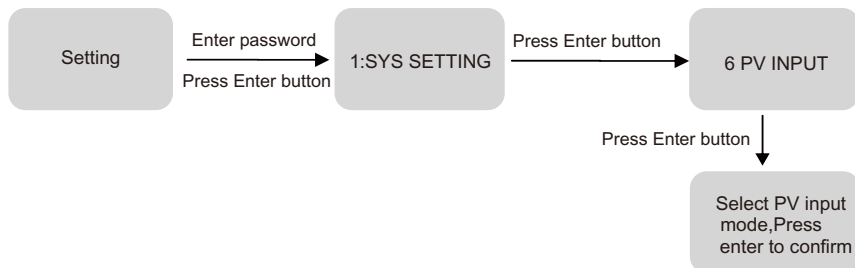 Setting
Enter password
Press Enter button
1:SYS SETTING
Press Enter button
6 PV INPUT
Press Enter button
Select PV input
mode,Press
enter to confirm